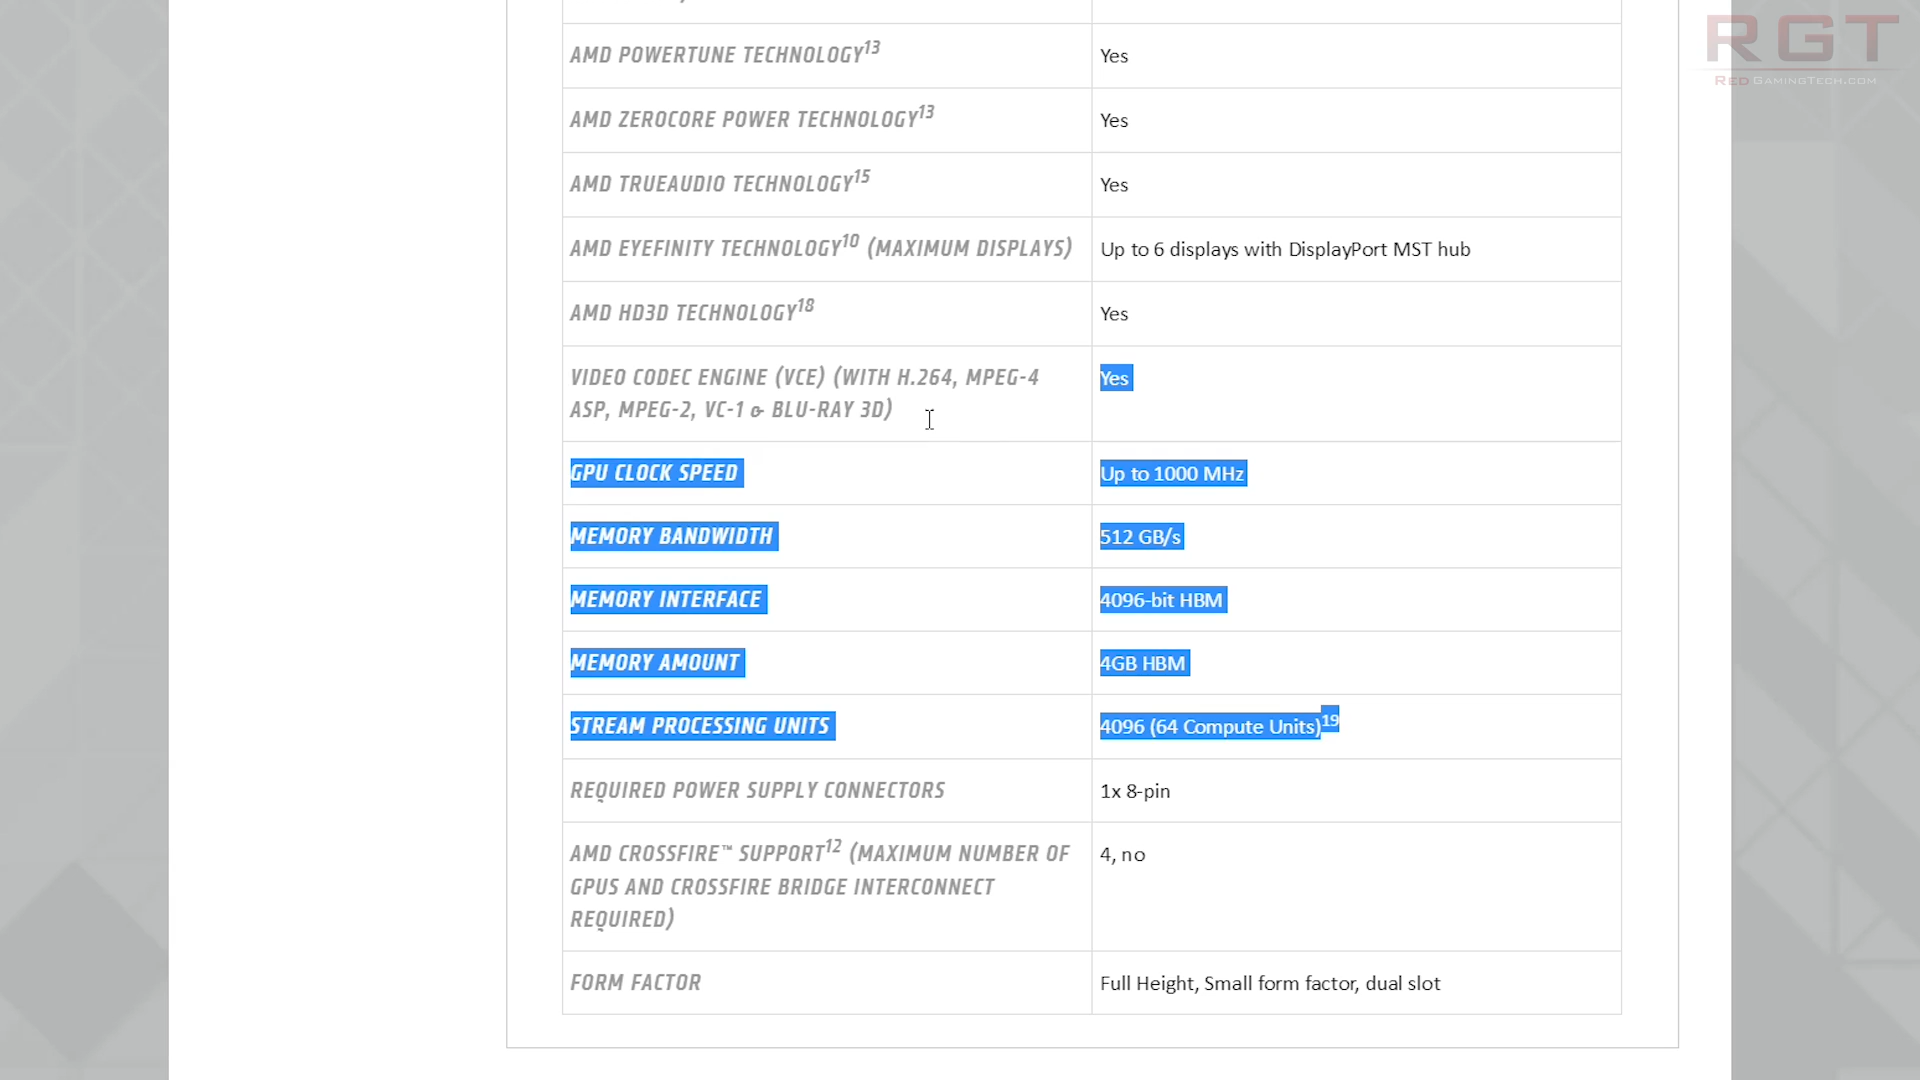 RGT
REDGAMINGTECH.COM
AMD POWERTUNE TECHNOLOGY13 Yes
AMD ZEROCORE POWER TECHNOLOGY13 Yes
AMD TRUEAUDIO TECHNOLOGY15 Yes
AMD EYEFINITY TECHNOLOGY10 (MAXIMUM DISPLAYS) Up to 6 displays with DisplayPort MST hub
AMD HD3D TECHNOLOGY18 Yes
VIDEO CODEC ENGINE (VCE) (WITH H.264, MPEG-4 Yes
ASP, MPEG-2, VC-1 & BLU-RAY 3D)
GPU CLOCK SPEED Up to 1000 MHz
MEMORY BANDWIDTH 512 GB/s
MEMORY INTERFACE 4096-bit HBM
MEMORY AMOUNT 4GB HBM
STREAM PROCESSING UNITS 4096 (64 Compute Units)19
REQUIRED POWER SUPPLY CONNECTORS 1x 8-pin
AMD CROSSFIRE™ SUPPORT12 (MAXIMUM NUMBER OF 4, no
GPUS AND CROSSFIRE BRIDGE INTERCONNECT
REQUIRED)
FORM FACTOR Full Height, Small form factor, dual slot